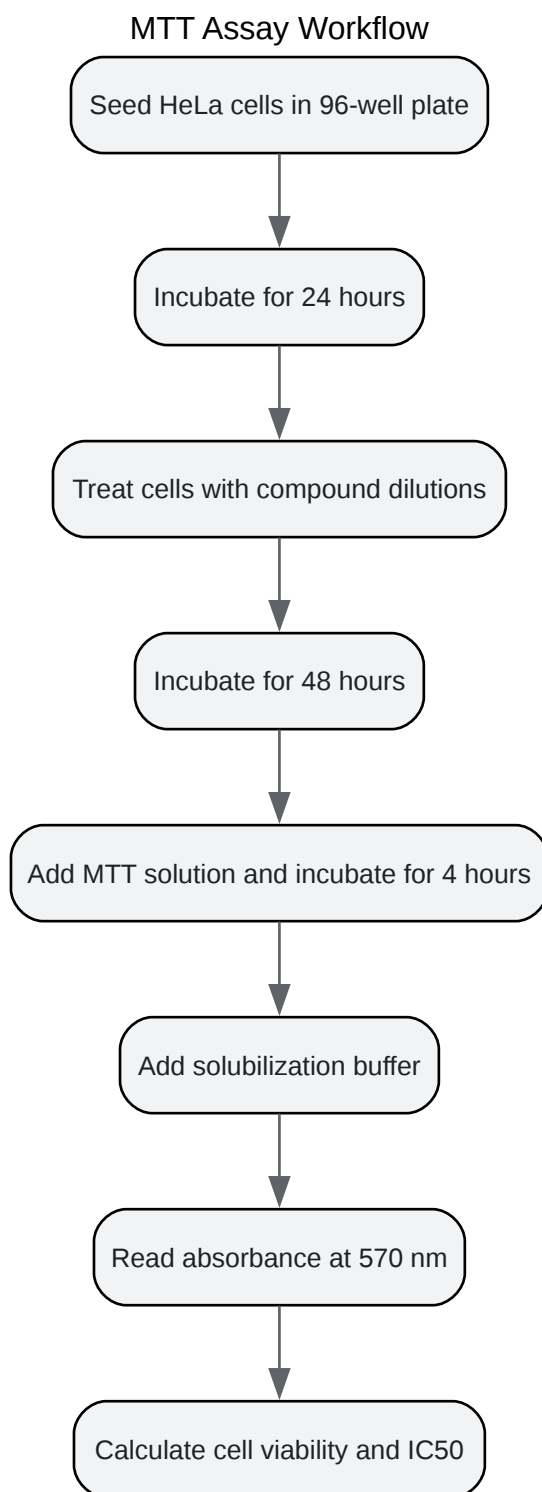 MTT Assay Workflow
Seed HeLa cells in 96-well plate
Incubate for 24 hours
Treat cells with compound dilutions
Incubate for 48 hours
Add MTT solution and incubate for 4 hours
Add solubilization buffer
Read absorbance at 570 nm
Calculate cell viability and IC50